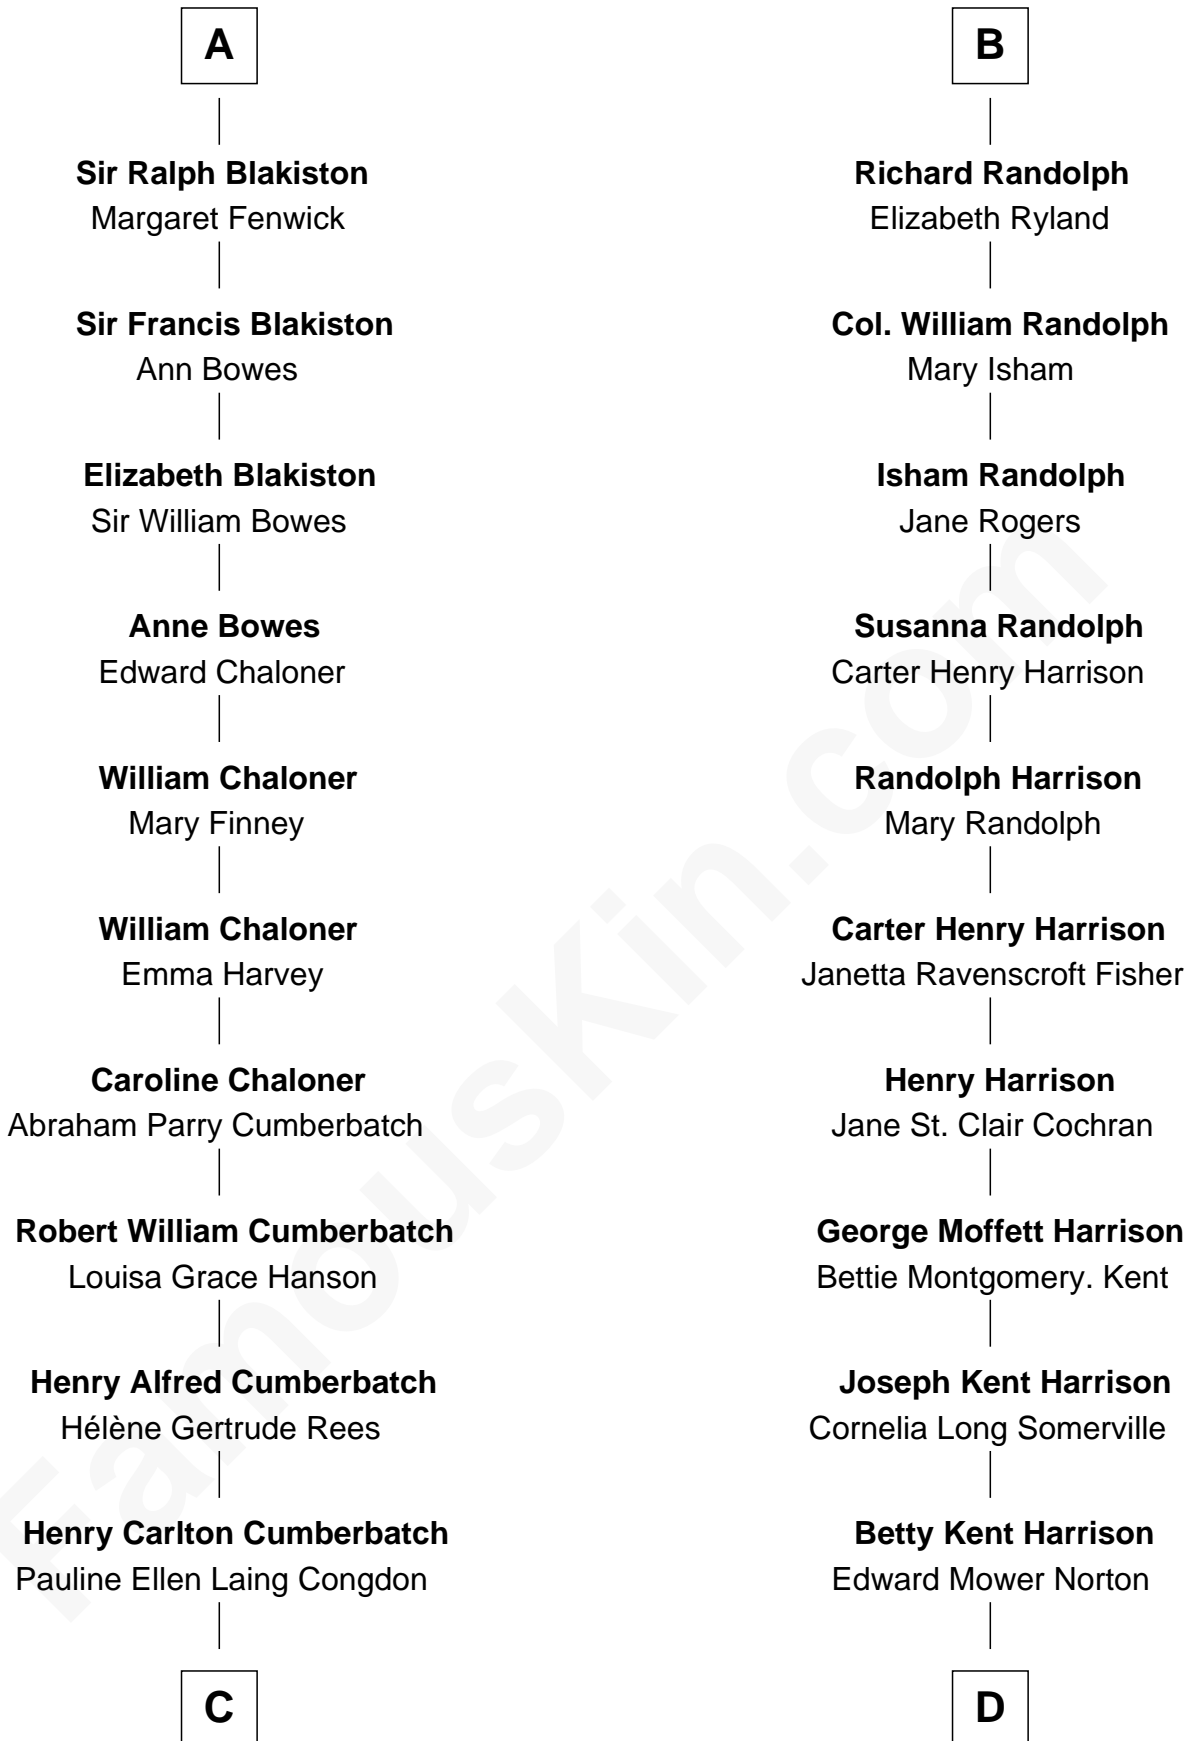 A
Sir Ralph Blakiston
Margaret Fenwick
Sir Francis Blakiston
Ann Bowes
Elizabeth Blakiston
Sir William Bowes
Anne Bowes
Edward Chaloner
William Chaloner
Mary Finney
William Chaloner
Emma Harvey
Caroline Chaloner
Abraham Parry Cumberbatch
Robert William Cumberbatch
Louisa Grace Hanson
Henry Alfred Cumberbatch
Hélène Gertrude Rees
Henry Carlton Cumberbatch
Pauline Ellen Laing Congdon
C
B
Richard Randolph
Elizabeth Ryland
Col. William Randolph
Mary Isham
Isham Randolph
Jane Rogers
Susanna Randolph
Carter Henry Harrison
Randolph Harrison
Mary Randolph
Carter Henry Harrison
Janetta Ravenscroft Fisher
Henry Harrison
Jane St. Clair Cochran
George Moffett Harrison
Bettie Montgomery. Kent
Joseph Kent Harrison
Cornelia Long Somerville
Betty Kent Harrison
Edward Mower Norton
D
FamousKin.com